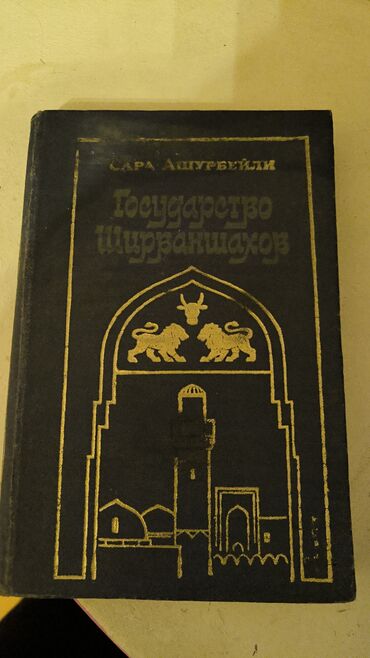 Сара Ашурбейли
Государство
Ширваншахов